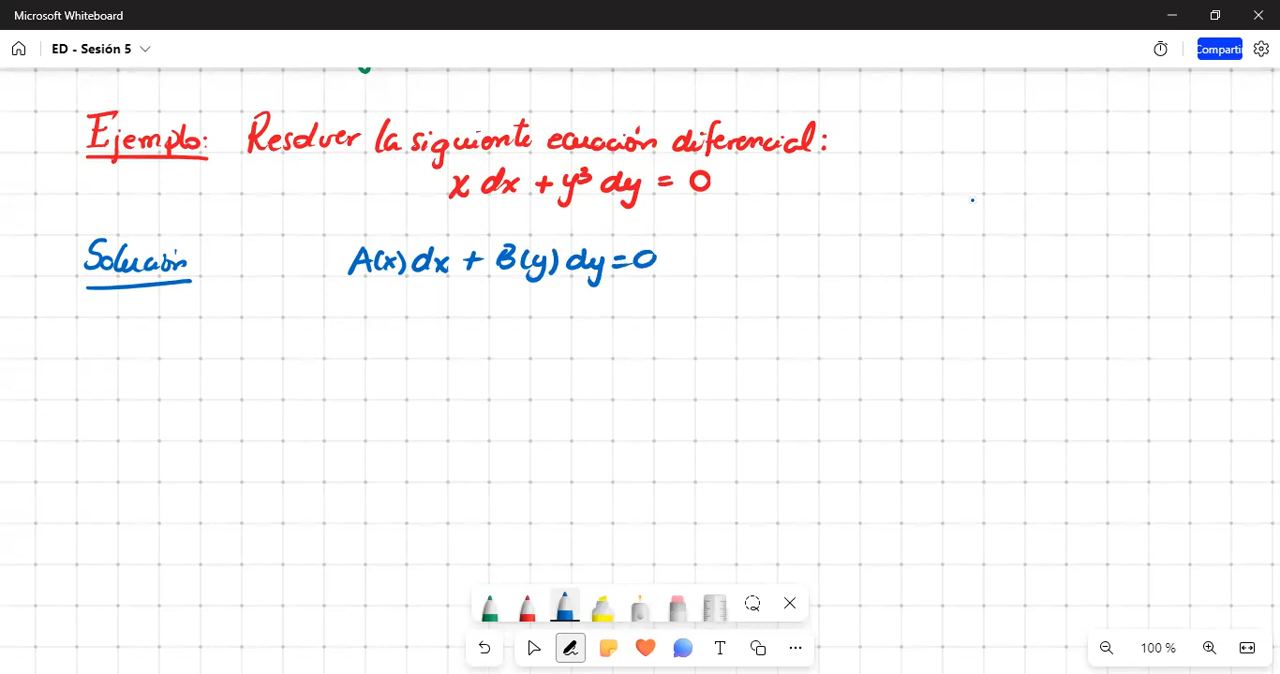 Microsoft Whiteboard
ED - Sesión 5
Compartir
Ejemplo: Resolver la siguiente ecuación diferencial:
x dx + y³ dy = 0
Solución A(x) dx + B(y) dy = 0
100 %